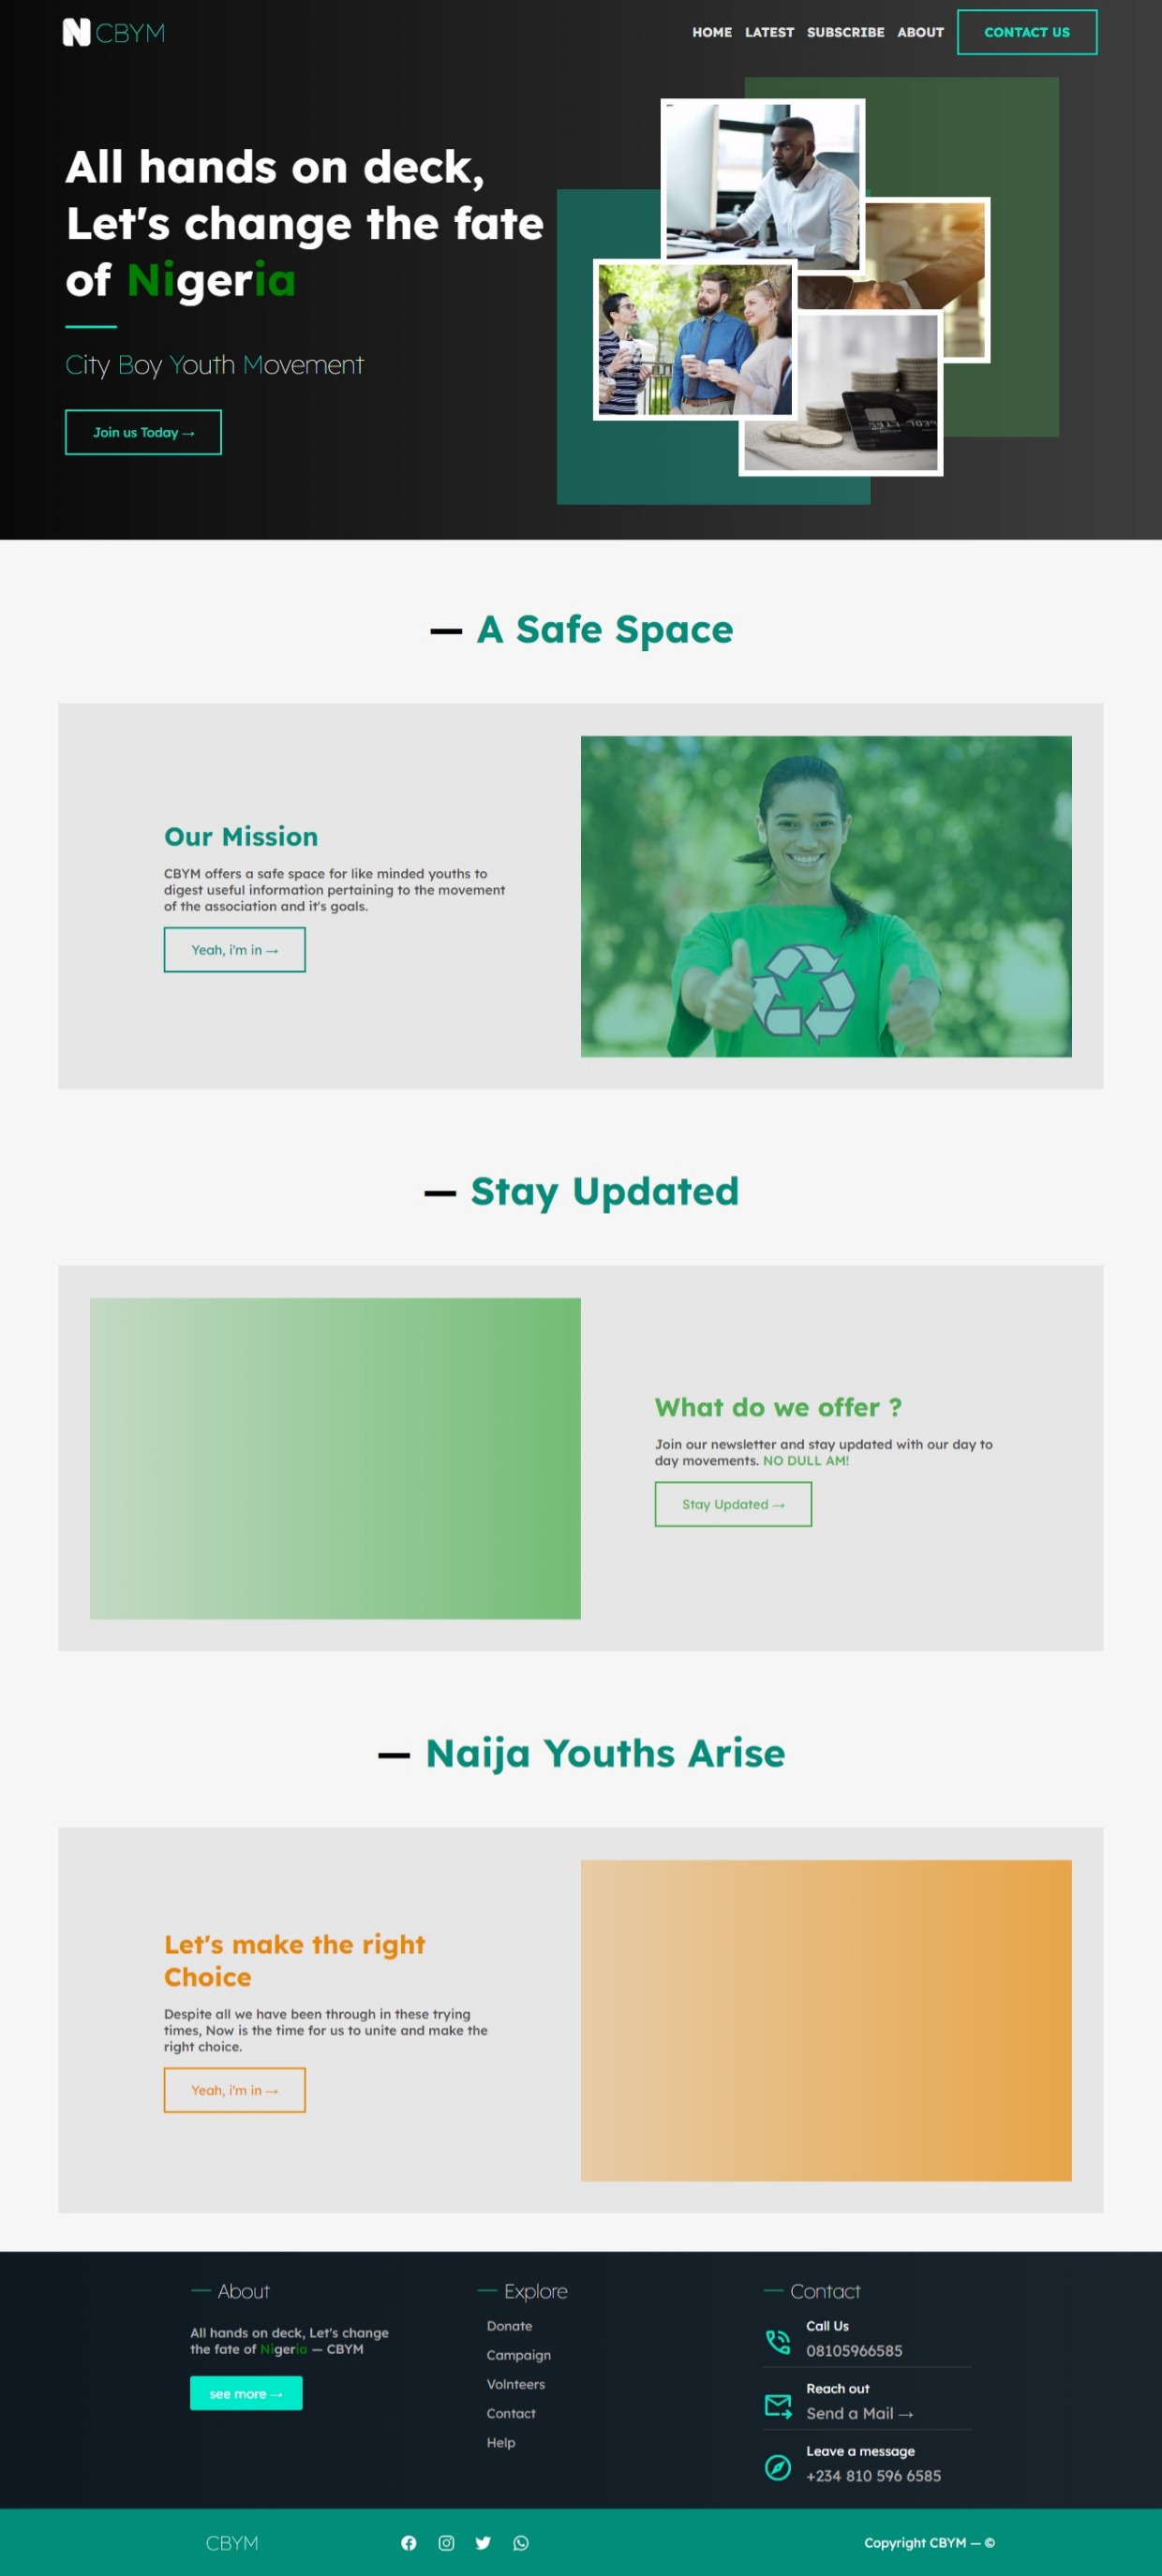 N CBYM
HOME LATEST SUBSCRIBE ABOUT CONTACT US
All hands on deck,
Let's change the fate
of Nigeria
City Boy Youth Movement
Join us Today →
— A Safe Space
Our Mission
CBYM offers a safe space for like minded youths to
digest useful information pertaining to the movement
of the association and it's goals.
Yeah, i'm in →
— Stay Updated
What do we offer ?
Join our newsletter and stay updated with our day to
day movements. NO DULL AM!
Stay Updated →
— Naija Youths Arise
Let's make the right
Choice
Despite all we have been through in these trying
times, Now is the time for us to unite and make the
right choice.
Yeah, i'm in →
— About
All hands on deck, Let's change
the fate of Nigeria — CBYM
see more →
— Explore
Donate
Campaign
Volnteers
Contact
Help
— Contact
Call Us
08105966585
Reach out
Send a Mail →
Leave a message
+234 810 596 6585
CBYM
Copyright CBYM — ©